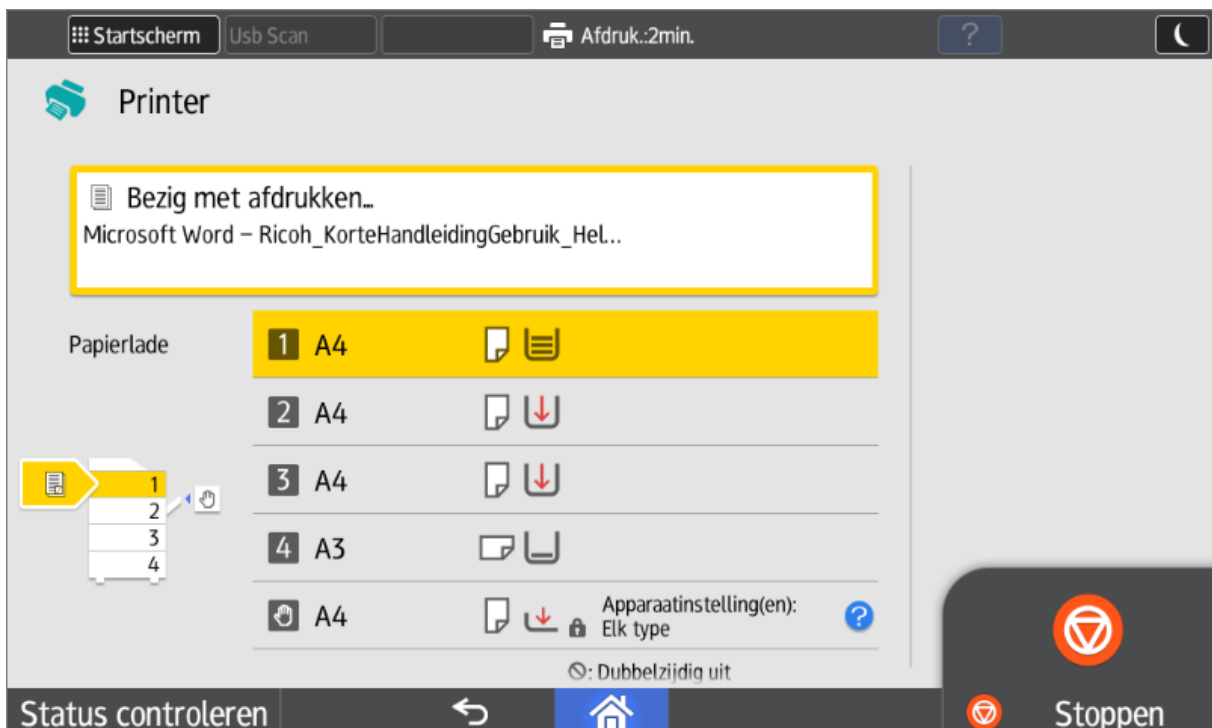 Startscherm
Usb Scan
Afdruk.:2min.
?
Printer
Bezig met afdrukken...
Microsoft Word – Ricoh_KorteHandleidingGebruik_Hel...
Papierlade
1 A4
2 A4
3 A4
4 A3
A4
Apparaatinstelling(en):
Elk type
?
1
2
3
4
: Dubbelzijdig uit
Status controleren
Stoppen